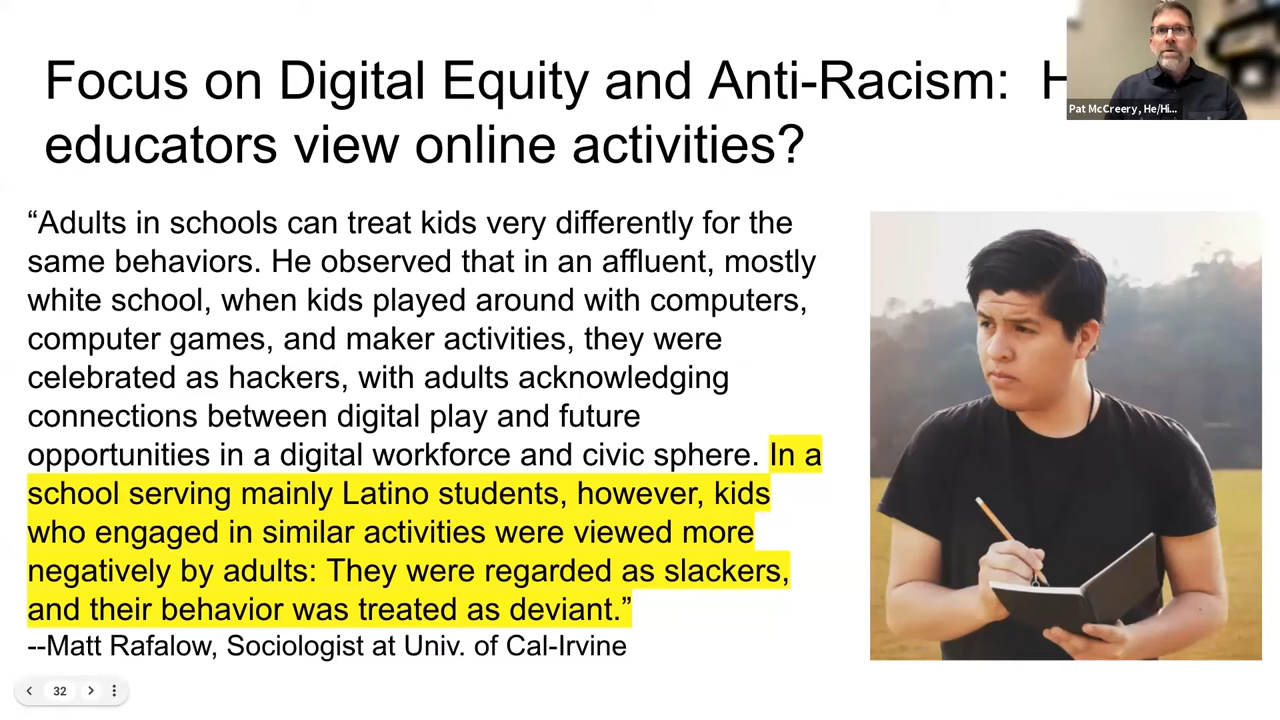 Focus on Digital Equity and Anti-Racism: H
educators view online activities?
Pat McCreery, He/Hi...
“Adults in schools can treat kids very differently for the
same behaviors. He observed that in an affluent, mostly
white school, when kids played around with computers,
computer games, and maker activities, they were
celebrated as hackers, with adults acknowledging
connections between digital play and future
opportunities in a digital workforce and civic sphere. In a
school serving mainly Latino students, however, kids
who engaged in similar activities were viewed more
negatively by adults: They were regarded as slackers,
and their behavior was treated as deviant.”
--Matt Rafalow, Sociologist at Univ. of Cal-Irvine
32